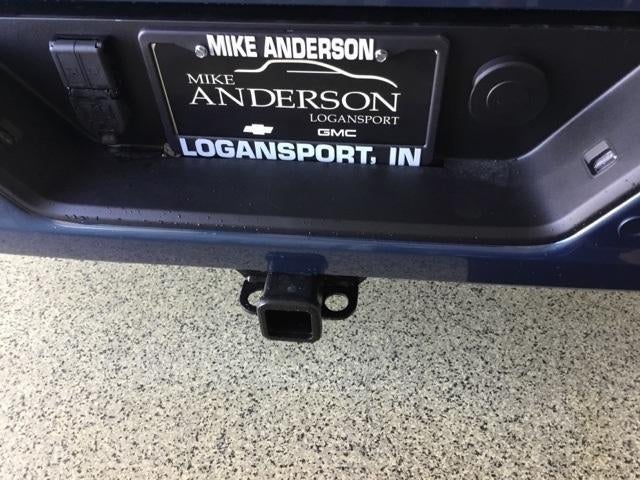 MIKE ANDERSON
MIKE
ANDERSON
LOGANSPORT
GMC
LOGANSPORT, IN